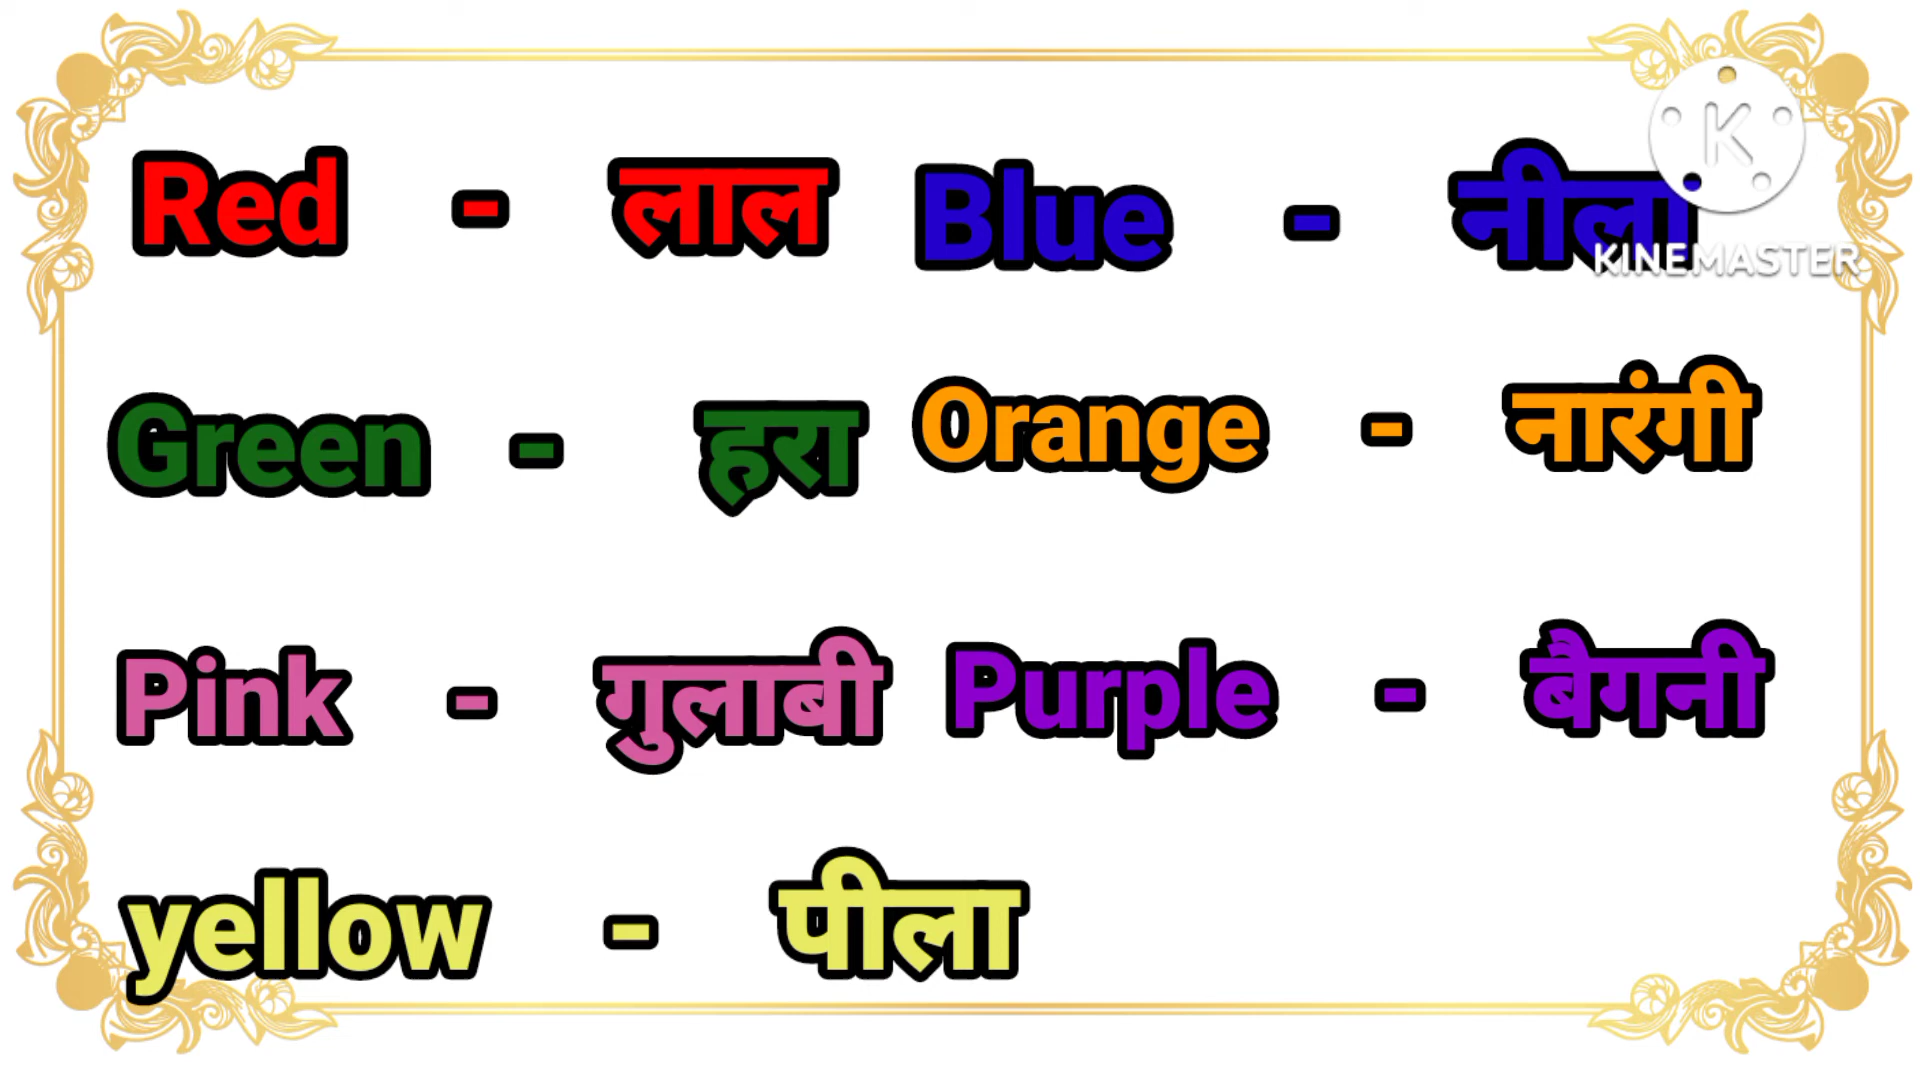 Red - लाल Blue - नीला
K
KINEMASTER
Green - हरा Orange - नारंगी
Pink - गुलाबी Purple - बैगनी
yellow - पीला